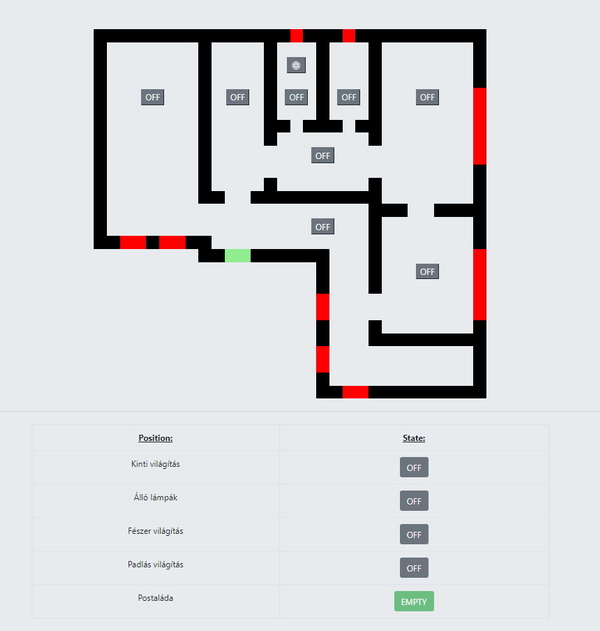 OFF OFF OFF OFF OFF
OFF
OFF
OFF
Position: State:
Kinti világítás OFF
Álló lámpák OFF
Fészer világítás OFF
Padlás világítás OFF
Postaláda EMPTY